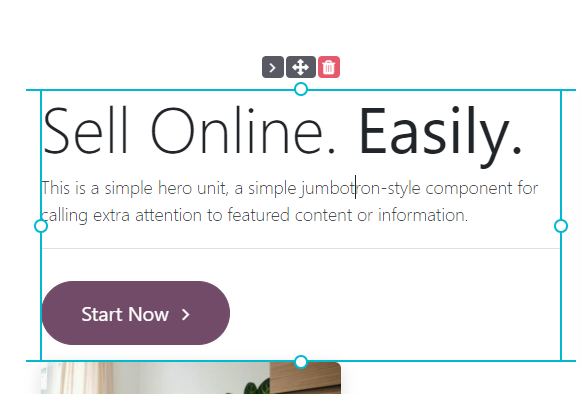 Sell Online. Easily.
This is a simple hero unit, a simple jumbotron-style component for
calling extra attention to featured content or information.
Start Now